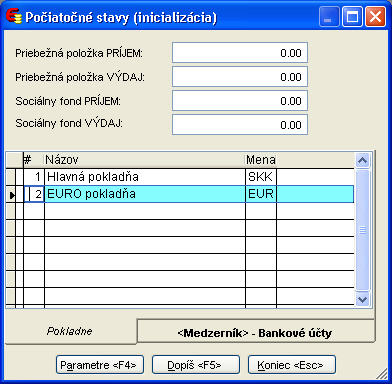 Počiatočné stavy (inicializácia)
Priebežná položka PRÍJEM: 0.00
Priebežná položka VÝDAJ: 0.00
Sociálny fond PRÍJEM: 0.00
Sociálny fond VÝDAJ: 0.00
# Názov Mena
1 Hlavná pokladňa SKK
2 EURO pokladňa EUR
Pokladne <Medzerník> - Bankové účty
Parametre <F4> Dopíš <F5> Koniec <Esc>